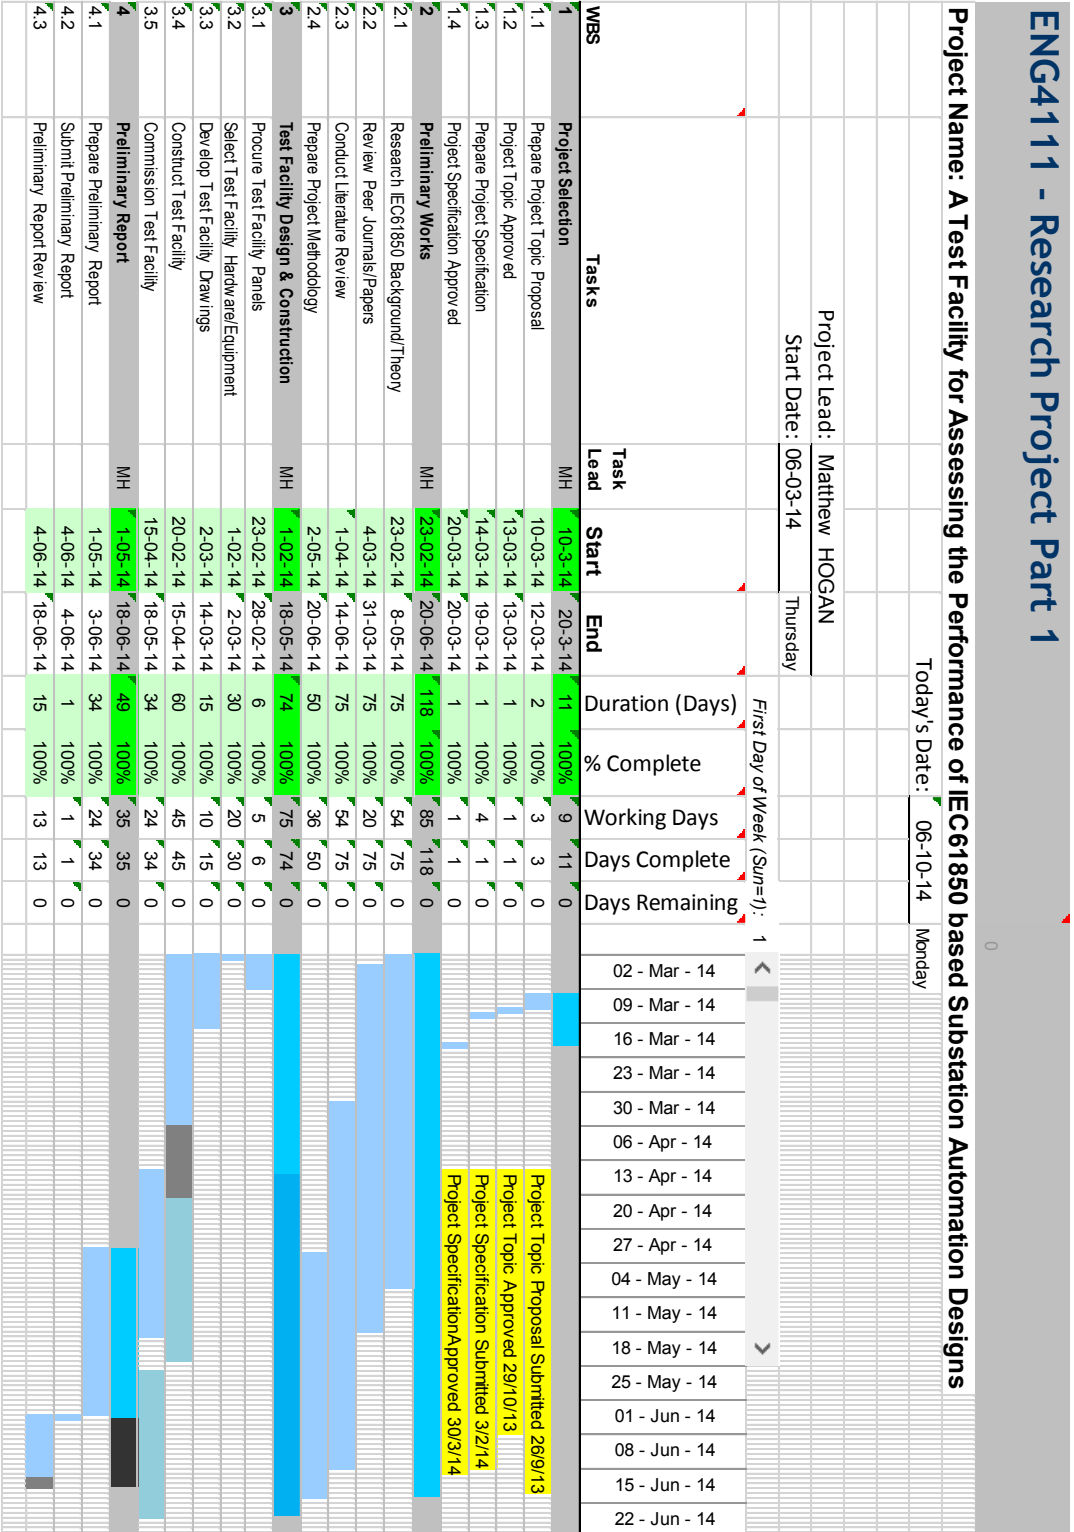 ENG4111 - Research Project Part 1
0
Project Name: A Test Facility for Assessing the Performance of IEC61850 based Substation Automation Designs
Today's Date: 06-10-14 Monday
Project Lead: Matthew HOGAN
Start Date: 06-03-14 Thursday
First Day of Week (Sun=1): 1
WBS Tasks Task Lead Start End Duration (Days) % Complete Working Days Days Complete Days Remaining 02 - Mar - 14 09 - Mar - 14 16 - Mar - 14 23 - Mar - 14 30 - Mar - 14 06 - Apr - 14 13 - Apr - 14 20 - Apr - 14 27 - Apr - 14 04 - May - 14 11 - May - 14 18 - May - 14 25 - May - 14 01 - Jun - 14 08 - Jun - 14 15 - Jun - 14 22 - Jun - 14
1 Project Selection MH 10-3-14 20-3-14 11 100% 9 11 0
1.1 Prepare Project Topic Proposal 10-03-14 12-03-14 2 100% 3 3 0 Project Topic Proposal Submitted 26/9/13
1.2 Project Topic Approved 13-03-14 13-03-14 1 100% 1 1 0 Project Topic Approved 29/10/13
1.3 Prepare Project Specification 14-03-14 19-03-14 1 100% 4 1 0 Project Specification Submitted 3/2/14
1.4 Project Specification Approved 20-03-14 20-03-14 1 100% 1 1 0 Project SpecificationApproved 30/3/14
2 Preliminary Works MH 23-02-14 20-06-14 118 100% 85 118 0
2.1 Research IEC61850 Background/Theory 23-02-14 8-05-14 75 100% 54 75 0
2.2 Review Peer Journals/Papers 4-03-14 31-03-14 75 100% 20 75 0
2.3 Conduct Literature Review 1-04-14 14-06-14 75 100% 54 75 0
2.4 Prepare Project Methodology 2-05-14 20-06-14 50 100% 36 50 0
3 Test Facility Design & Construction MH 1-02-14 18-05-14 74 100% 75 74 0
3.1 Procure Test Facility Panels 23-02-14 28-02-14 6 100% 5 6 0
3.2 Select Test Facility Hardware/Equipment 1-02-14 2-03-14 30 100% 20 30 0
3.3 Develop Test Facility Drawings 2-03-14 14-03-14 15 100% 10 15 0
3.4 Construct Test Facility 20-02-14 15-04-14 60 100% 45 45 0
3.5 Commission Test Facility 15-04-14 18-05-14 34 100% 24 34 0
4 Preliminary Report MH 1-05-14 18-06-14 49 100% 35 35 0
4.1 Prepare Preliminary Report 1-05-14 3-06-14 34 100% 24 34 0
4.2 Submit Preliminary Report 4-06-14 4-06-14 1 100% 1 1 0
4.3 Preliminary Report Review 4-06-14 18-06-14 15 100% 13 13 0